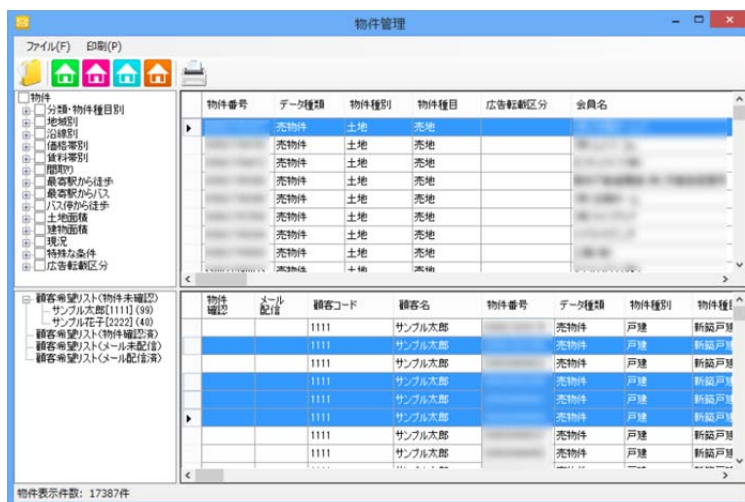 物件管理
ファイル(F) 印刷(P)
物件
分類・物件種目別
地域別
沿線別
価格帯別
賃料帯別
間取り
最寄駅から徒歩
最寄駅からバス
バス停から徒歩
土地面積
建物面積
現況
特殊な条件
広告転載区分
物件番号 データ種類 物件種別 物件種目 広告転載区分 会員名
売物件 土地 売地
売物件 土地 売地
売物件 土地 売地
売物件 土地 売地
売物件 土地 売地
売物件 土地 売地
売物件 土地 売地
売物件 土地 売地
売物件 土地 売地
顧客希望リスト(物件未確認)
サンプル太郎[1111](99)
サンプル花子[2222](40)
顧客希望リスト(物件確認済)
顧客希望リスト(メール未配信)
顧客希望リスト(メール配信済)
物件確認 メール配信 顧客コード 顧客名 物件番号 データ種類 物件種別 物件種目
1111 サンプル太郎 売物件 戸建 新築戸建
1111 サンプル太郎 売物件 戸建 新築戸建
1111 サンプル太郎 売物件 戸建 新築戸建
1111 サンプル太郎 売物件 戸建 新築戸建
1111 サンプル太郎 売物件 戸建 新築戸建
1111 サンプル太郎 売物件 戸建 新築戸建
1111 サンプル太郎 売物件 戸建 新築戸建
1111 サンプル太郎 売物件 戸建 新築戸建
物件表示件数: 17387件